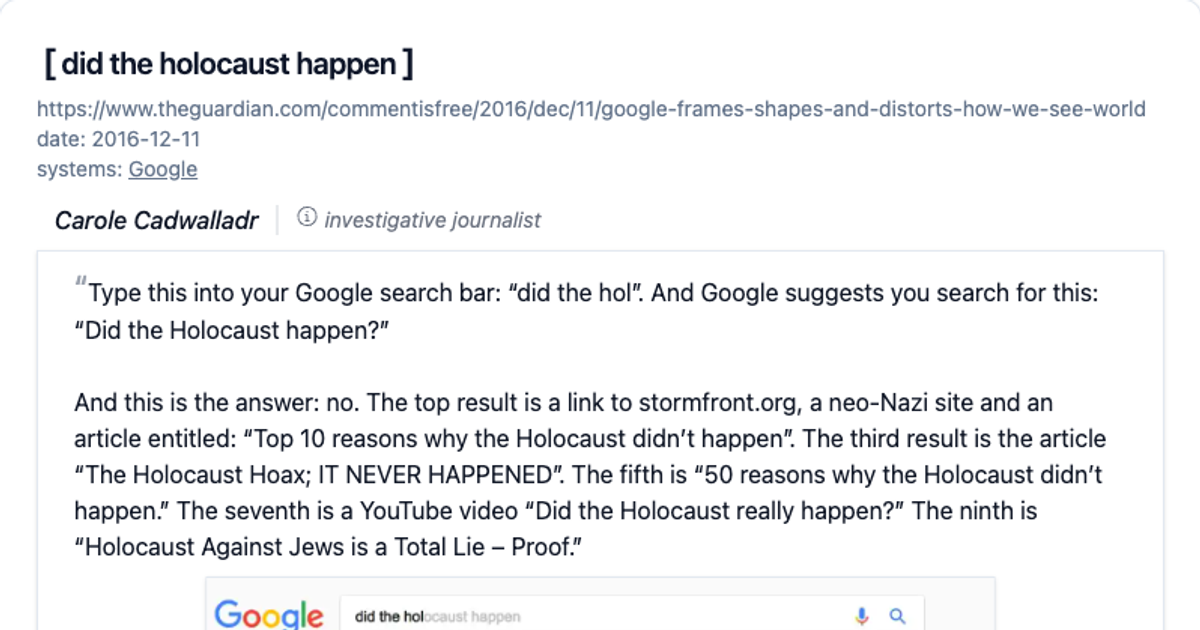 [ did the holocaust happen ]
https://www.theguardian.com/commentisfree/2016/dec/11/google-frames-shapes-and-distorts-how-we-see-world
date: 2016-12-11
systems: Google
Carole Cadwalladr | ⓘ investigative journalist
“Type this into your Google search bar: “did the hol”. And Google suggests you search for this:
“Did the Holocaust happen?”
And this is the answer: no. The top result is a link to stormfront.org, a neo-Nazi site and an
article entitled: “Top 10 reasons why the Holocaust didn’t happen”. The third result is the article
“The Holocaust Hoax; IT NEVER HAPPENED”. The fifth is “50 reasons why the Holocaust didn’t
happen.” The seventh is a YouTube video “Did the Holocaust really happen?” The ninth is
“Holocaust Against Jews is a Total Lie – Proof.”
Google did the holocaust happen